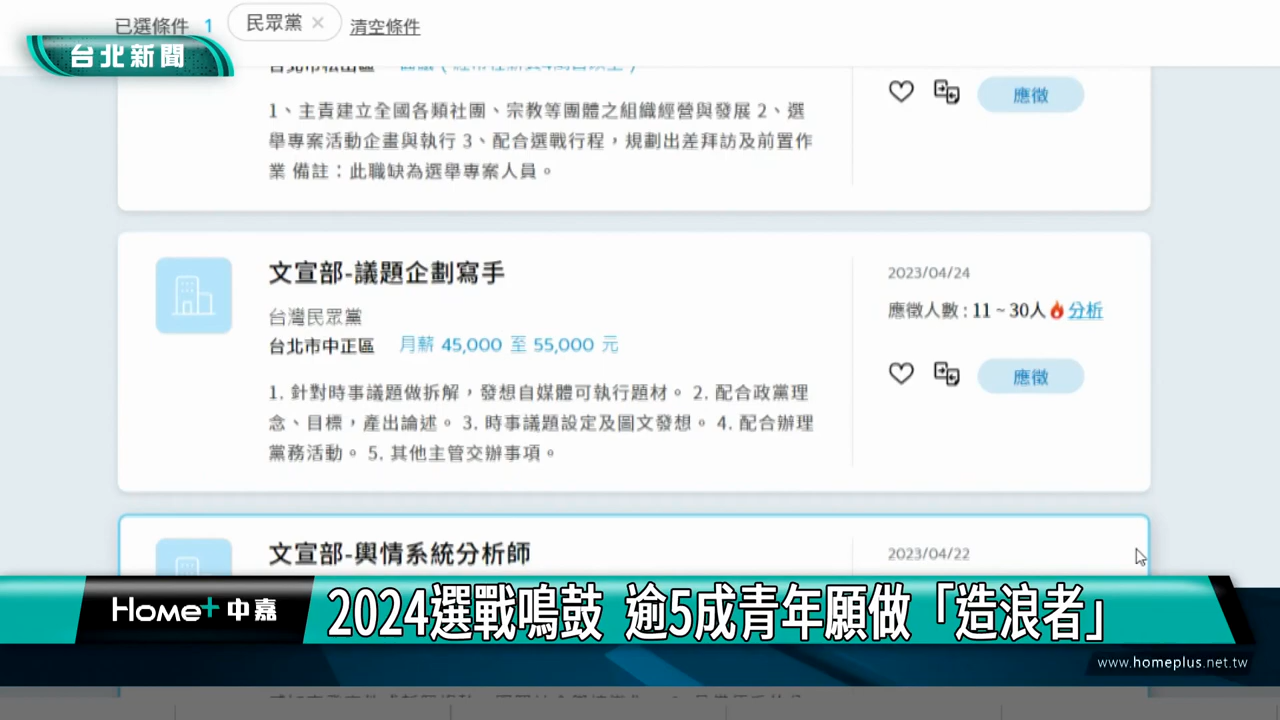 已選條件 1 民眾黨 × 清空條件
台北新聞
應徵
1、主責建立全國各類社團、宗教等團體之組織經營與發展 2、選
舉專案活動企畫與執行 3、配合選戰行程，規劃出差拜訪及前置作
業 備註：此職缺為選舉專案人員。
文宣部-議題企劃寫手
2023/04/24
台灣民眾黨
應徵人數 : 11 ~ 30人 分析
台北市中正區 月薪 45,000 至 55,000 元
應徵
1. 針對時事議題做拆解，發想自媒體可執行題材。 2. 配合政黨理
念、目標，產出論述。 3. 時事議題設定及圖文發想。 4. 配合辦理
黨務活動。 5. 其他主管交辦事項。
文宣部-輿情系統分析師
2023/04/22
Home+ 中嘉
2024選戰鳴鼓 逾5成青年願做「造浪者」
www.homeplus.net.tw